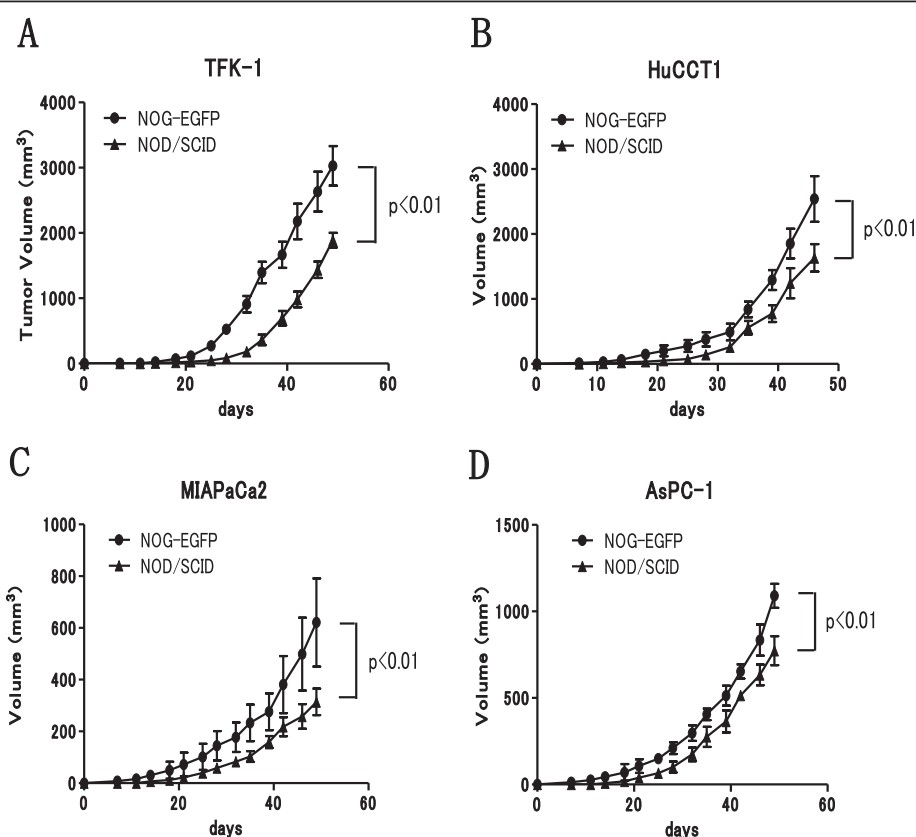 A
TFK-1
Tumor Volume (mm³)
4000
3000
2000
1000
0
NOG-EGFP
NOD/SCID
p<0.01
0 20 40 60
days
B
HuCCT1
Volume (mm³)
4000
3000
2000
1000
0
NOG-EGFP
NOD/SCID
p<0.01
0 10 20 30 40 50
days
C
MIAPaCa2
Volume (mm³)
1000
800
600
400
200
0
NOG-EGFP
NOD/SCID
p<0.01
0 20 40 60
days
D
AsPC-1
Volume (mm³)
1500
1000
500
0
NOG-EGFP
NOD/SCID
p<0.01
0 20 40 60
days